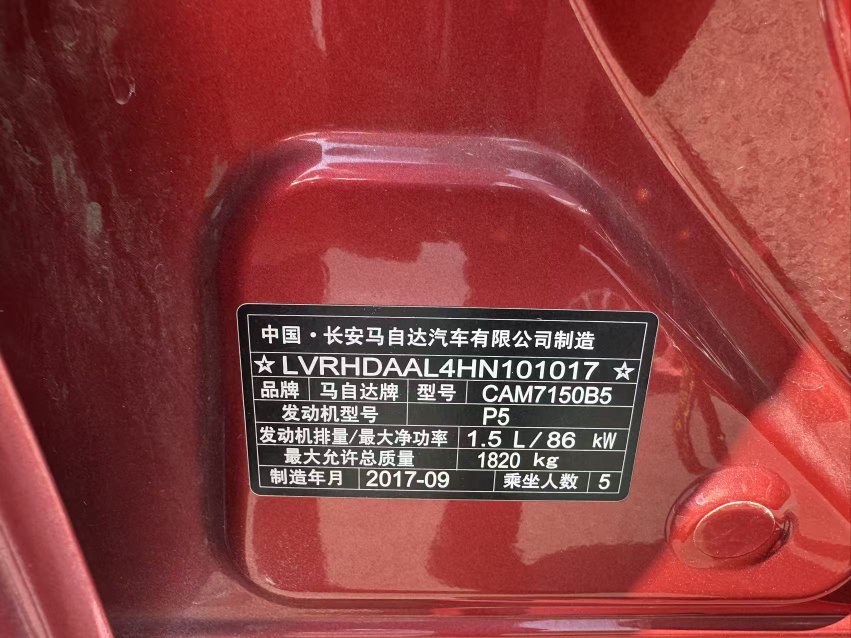 中国·长安马自达汽车有限公司制造
☆LVRHDAAL4HN101017☆
品牌 马自达牌 型号 CAM7150B5
发动机型号 P5
发动机排量/最大净功率 1.5 L/86 kW
最大允许总质量 1820 kg
制造年月 2017-09 乘坐人数 5